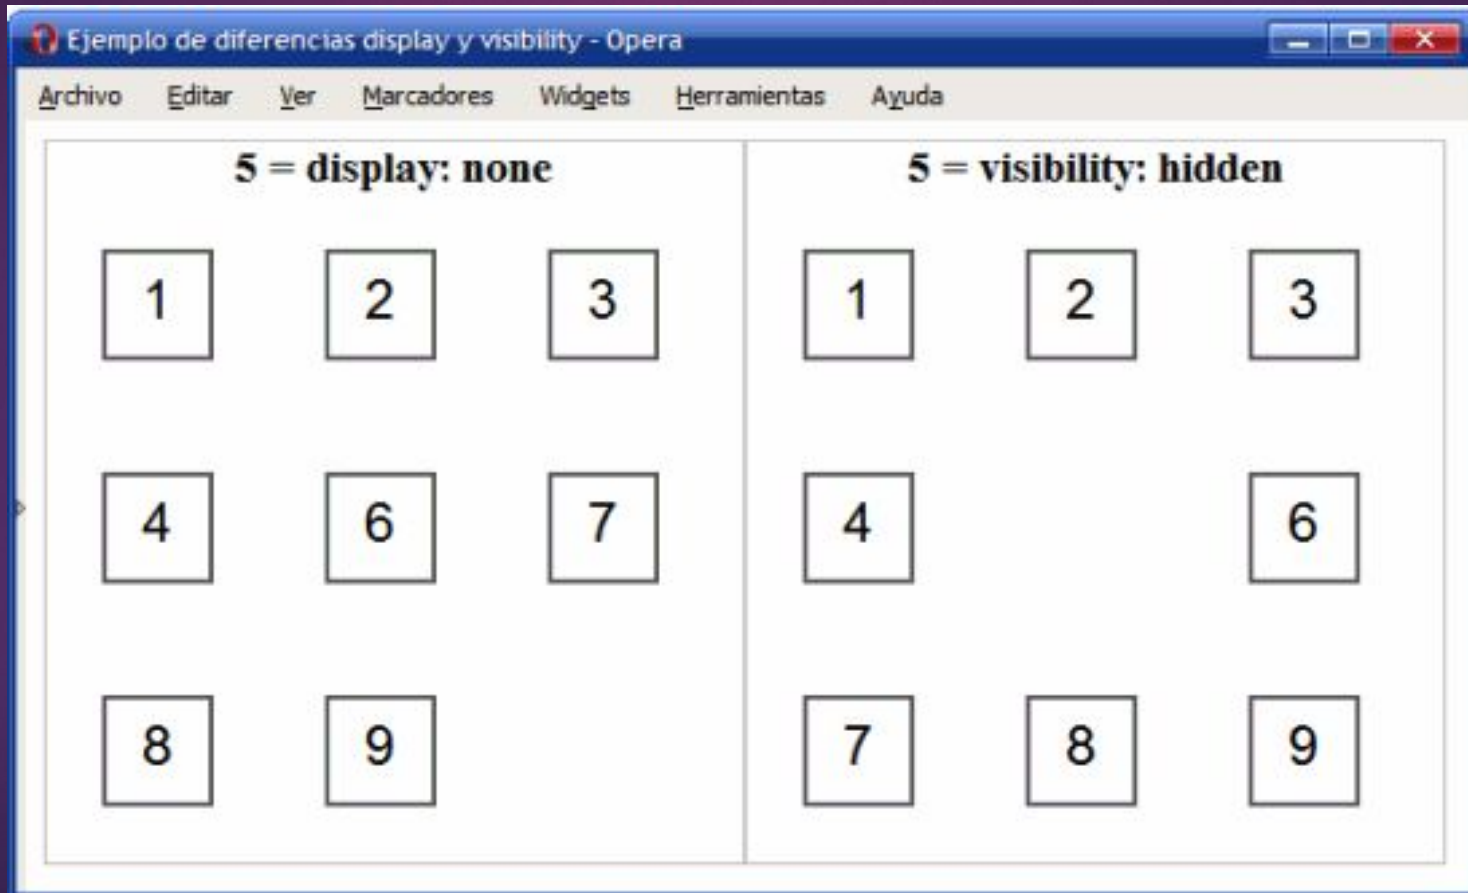 Ejemplo de diferencias display y visibility - Opera
Archivo Editar Ver Marcadores Widgets Herramientas Ayuda
5 = display: none
1 2 3
4 6 7
8 9
5 = visibility: hidden
1 2 3
4 6
7 8 9